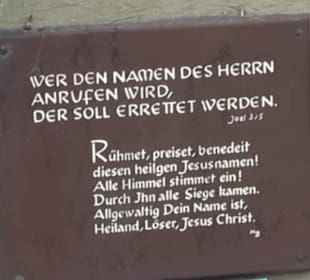 WER DEN NAMEN DES HERRN
ANRUFEN WIRD,
DER SOLL ERRETTET WERDEN.
Joel 3,5
Rühmet, preiset, benedeit
diesen heilgen Jesusnamen!
Alle Himmel stimmet ein!
Durch Jhn alle Siege kamen.
Allgewaltig Dein Name ist,
Heiland, Löser, Jesus Christ.